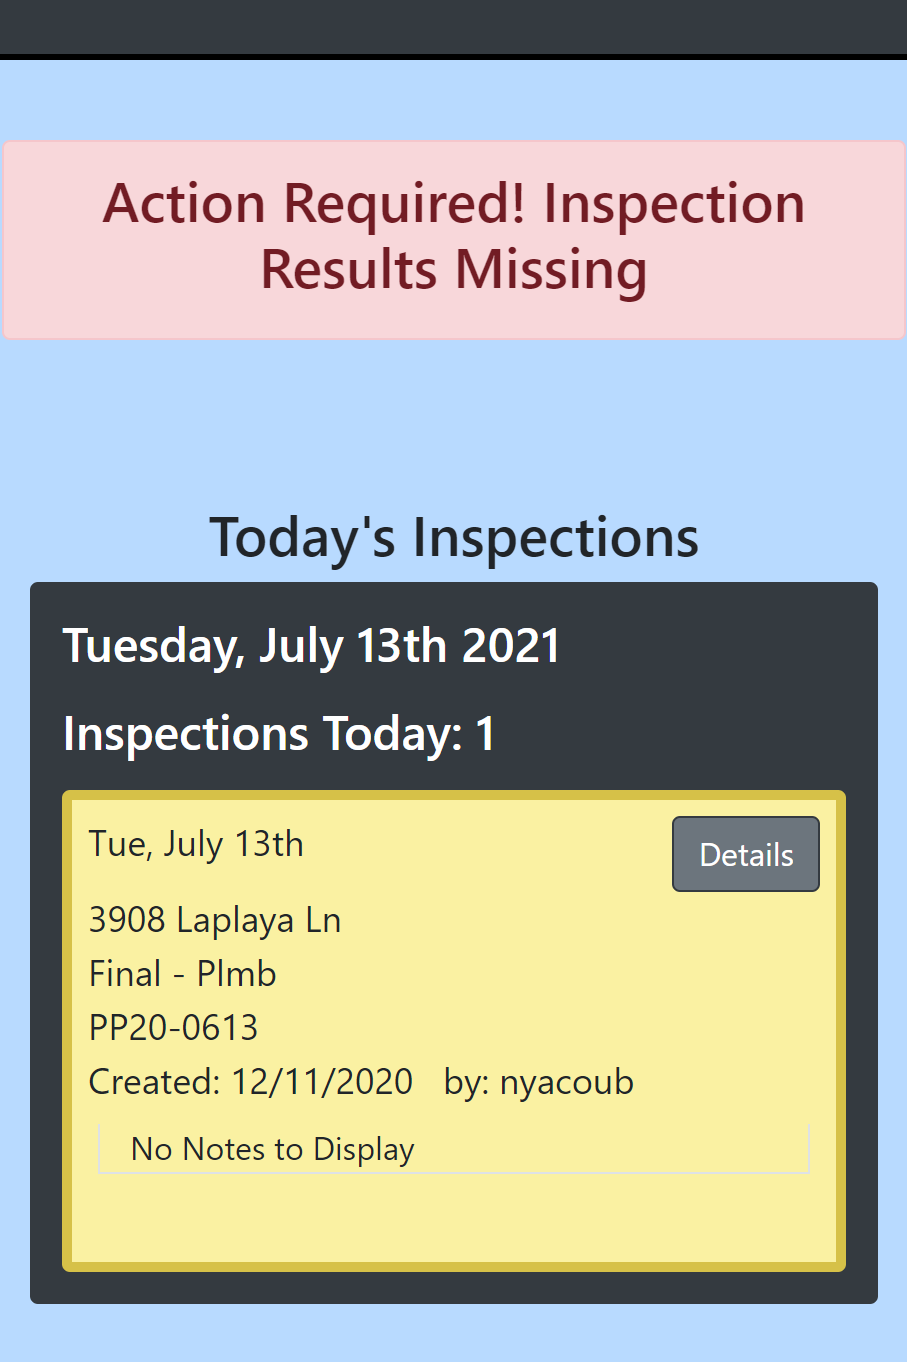 Action Required! Inspection
Results Missing
Today's Inspections
Tuesday, July 13th 2021
Inspections Today: 1
Tue, July 13th
Details
3908 Laplaya Ln
Final - Plmb
PP20-0613
Created: 12/11/2020 by: nyacoub
No Notes to Display